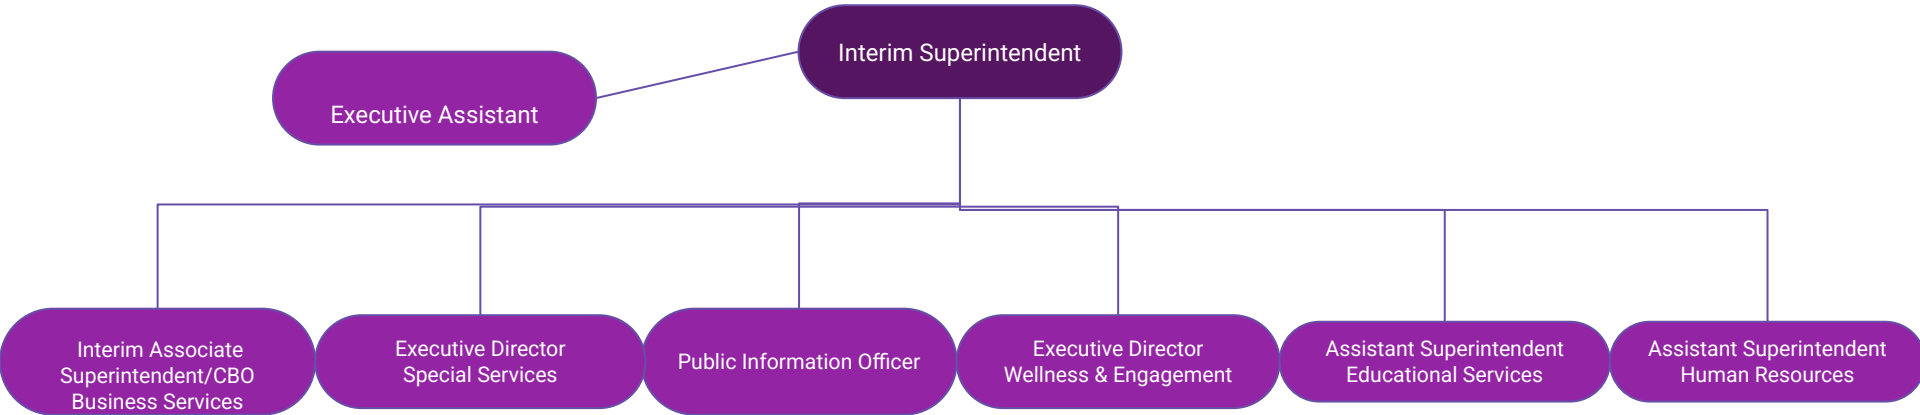 Interim Superintendent
Executive Assistant
Interim Associate
Superintendent/CBO
Business Services
Executive Director
Special Services
Public Information Officer
Executive Director
Wellness & Engagement
Assistant Superintendent
Educational Services
Assistant Superintendent
Human Resources